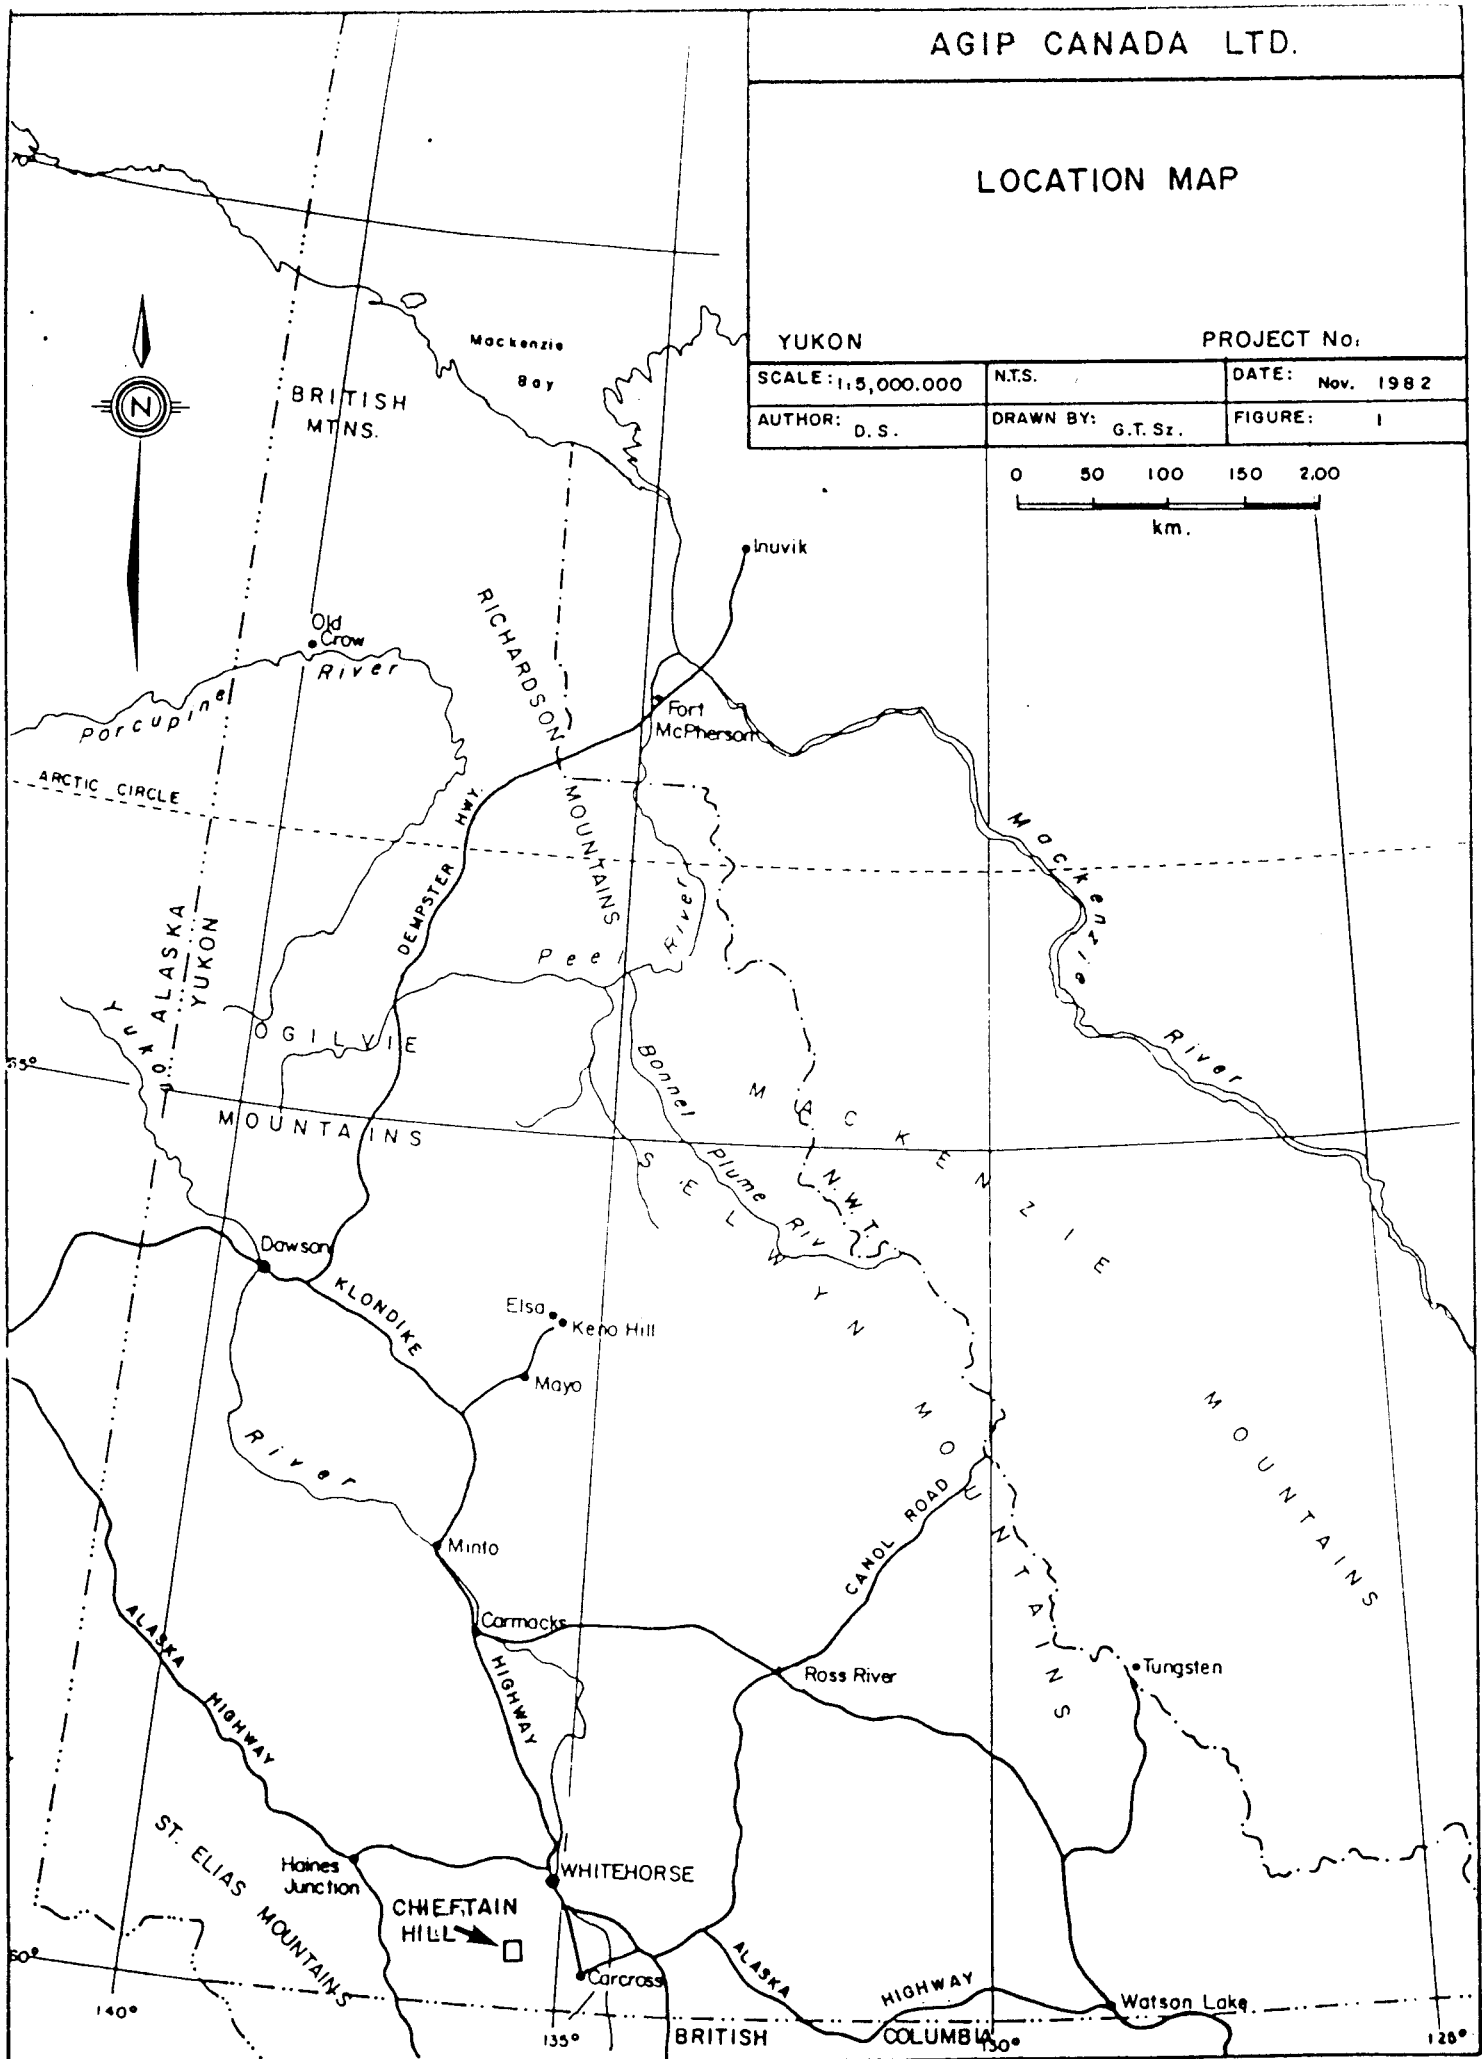 AGIP CANADA LTD.
LOCATION MAP
YUKON PROJECT No:
SCALE: 1:5,000.000 N.T.S. DATE: Nov. 1982
AUTHOR: D. S. DRAWN BY: G.T. Sz. FIGURE: 1
0 50 100 150 200
km.
Mackenzie
Bay
N
BRITISH
MTNS.
Inuvik
Old
Crow
River
Porcupine
RICHARDSON
MOUNTAINS
Fort
McPherson
ARCTIC CIRCLE
DEMPSTER HWY.
Mackenzie
River
ALASKA
YUKON
Peel River
Yukon
OGILVIE
MOUNTAINS
65°
Bonnet
Plume
Riv
MACKENZIE
MOUNTAINS
N.W.T.S.
SELWYN
MOUNTAINS
Dawson
KLONDIKE
Elsa
Keno Hill
Mayo
River
Minto
CANOL ROAD
Carmacks
HIGHWAY
Ross River
Tungsten
ALASKA
HIGHWAY
ST. ELIAS MOUNTAINS
Haines
Junction
WHITEHORSE
CHIEFTAIN
HILL
60°
Carcross
ALASKA
HIGHWAY
Watson Lake
140°
135°
BRITISH COLUMBIA
130°